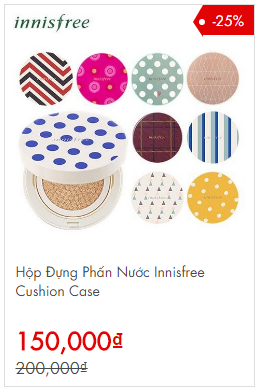 innisfree
-25%
Hộp Đựng Phấn Nước Innisfree
Cushion Case
150,000₫
200,000₫